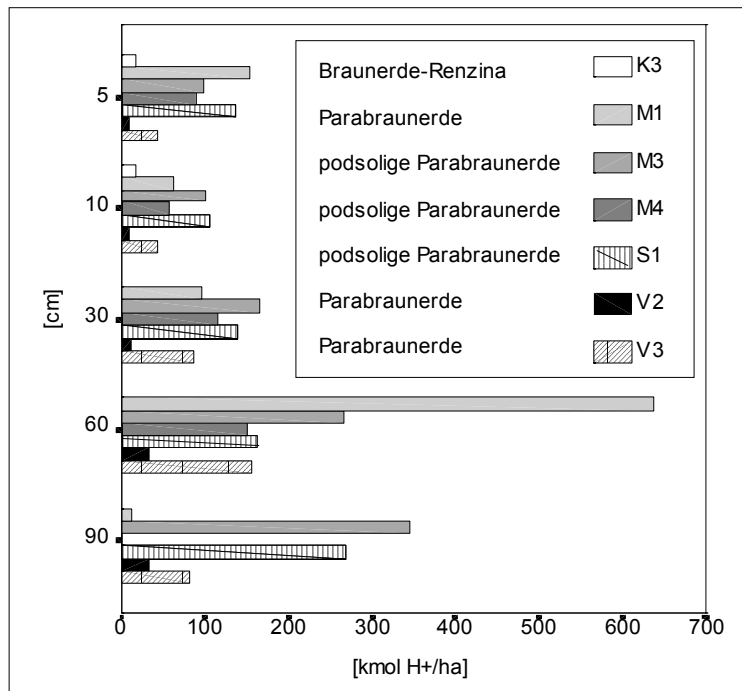 Braunerde-Renzina K3
Parabraunerde M1
podsolige Parabraunerde M3
podsolige Parabraunerde M4
podsolige Parabraunerde S1
Parabraunerde V2
Parabraunerde V3
[cm]
5
10
30
60
90
0 100 200 300 400 500 600 700
[kmol H+/ha]